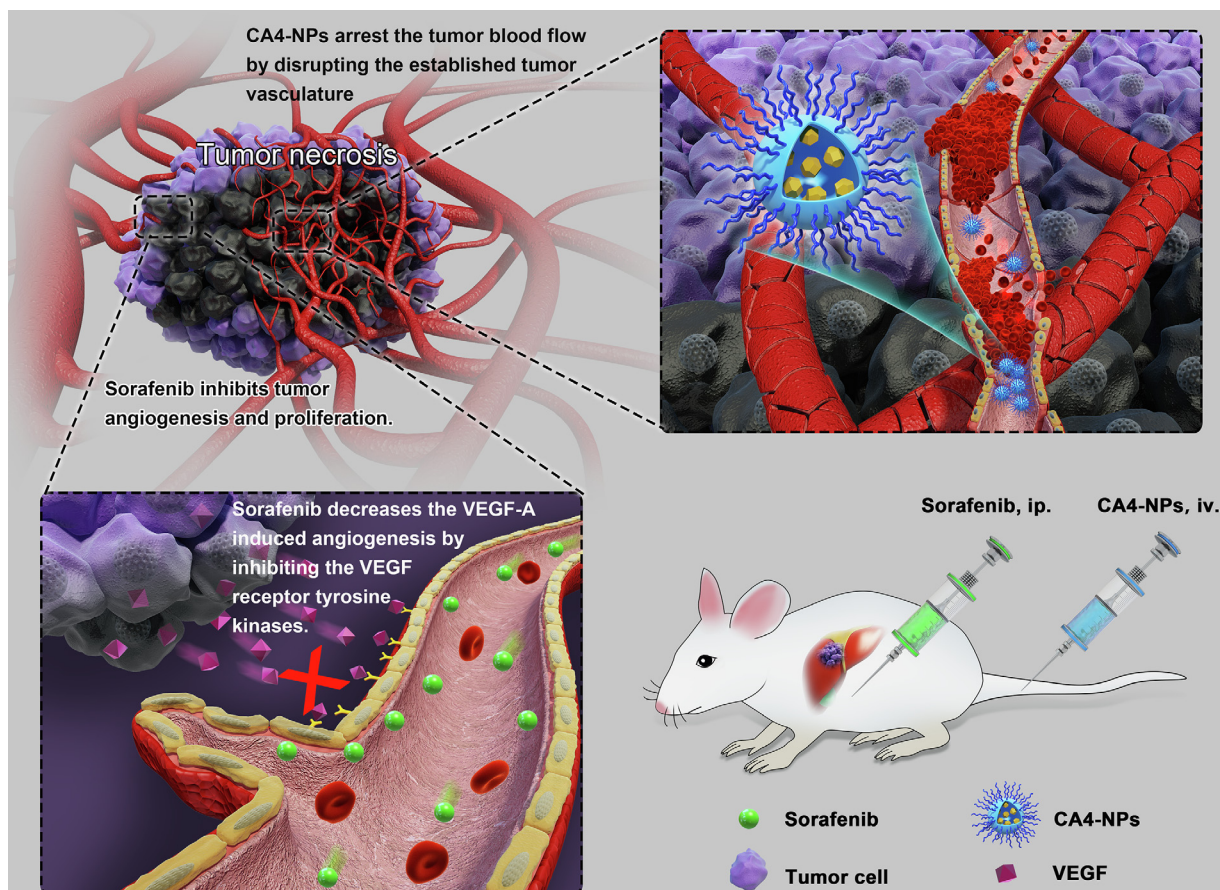 CA4-NPs arrest the tumor blood flow
by disrupting the established tumor
vasculature
Tumor necrosis
Sorafenib inhibits tumor
angiogenesis and proliferation.
Sorafenib decreases the VEGF-A
induced angiogenesis by
inhibiting the VEGF
receptor tyrosine
kinases.
Sorafenib, ip.
CA4-NPs, iv.
Sorafenib
CA4-NPs
Tumor cell
VEGF